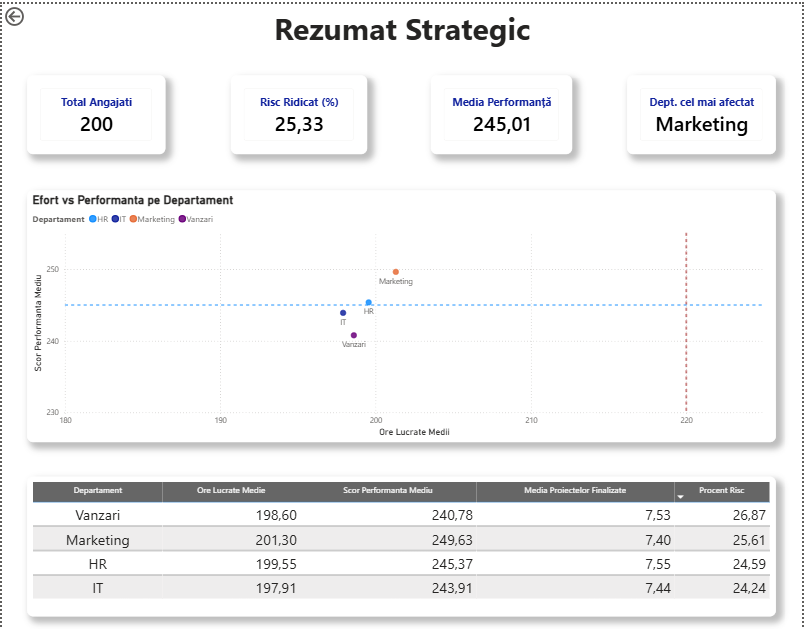 Rezumat Strategic
Total Angajati
200
Risc Ridicat (%)
25,33
Media Performanță
245,01
Dept. cel mai afectat
Marketing
Efort vs Performanta pe Departament
Departament HR IT Marketing Vanzari
Scor Performanta Mediu
250
240
230
Marketing
HR
IT
Vanzari
180 190 200 210 220
Ore Lucrate Medii
Departament Ore Lucrate Medie Scor Performanta Mediu Media Proiectelor Finalizate Procent Risc
Vanzari 198,60 240,78 7,53 26,87
Marketing 201,30 249,63 7,40 25,61
HR 199,55 245,37 7,55 24,59
IT 197,91 243,91 7,44 24,24